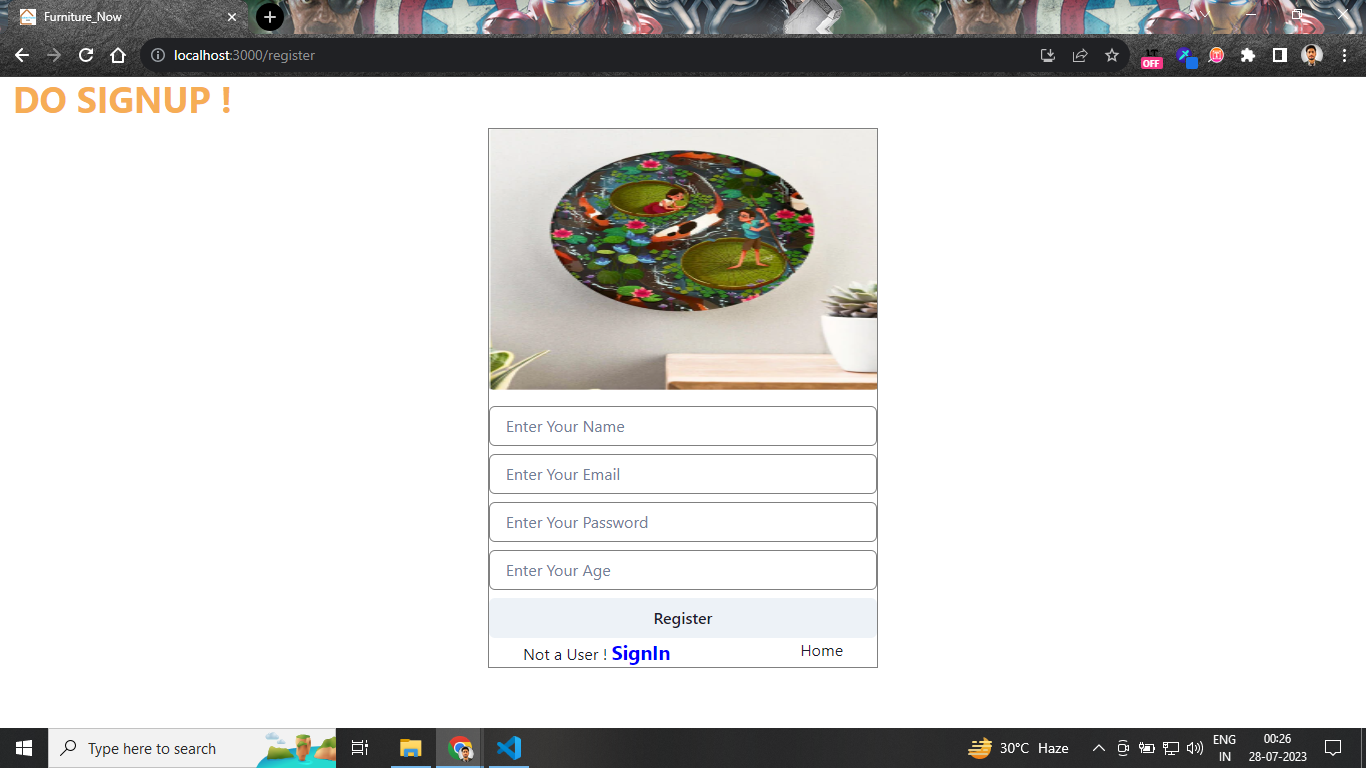 Furniture_Now
localhost:3000/register
OFF
DO SIGNUP !
Enter Your Name
Enter Your Email
Enter Your Password
Enter Your Age
Register
Not a User ! SignIn
Home
Type here to search
30°C Haze
ENG
IN
00:26
28-07-2023